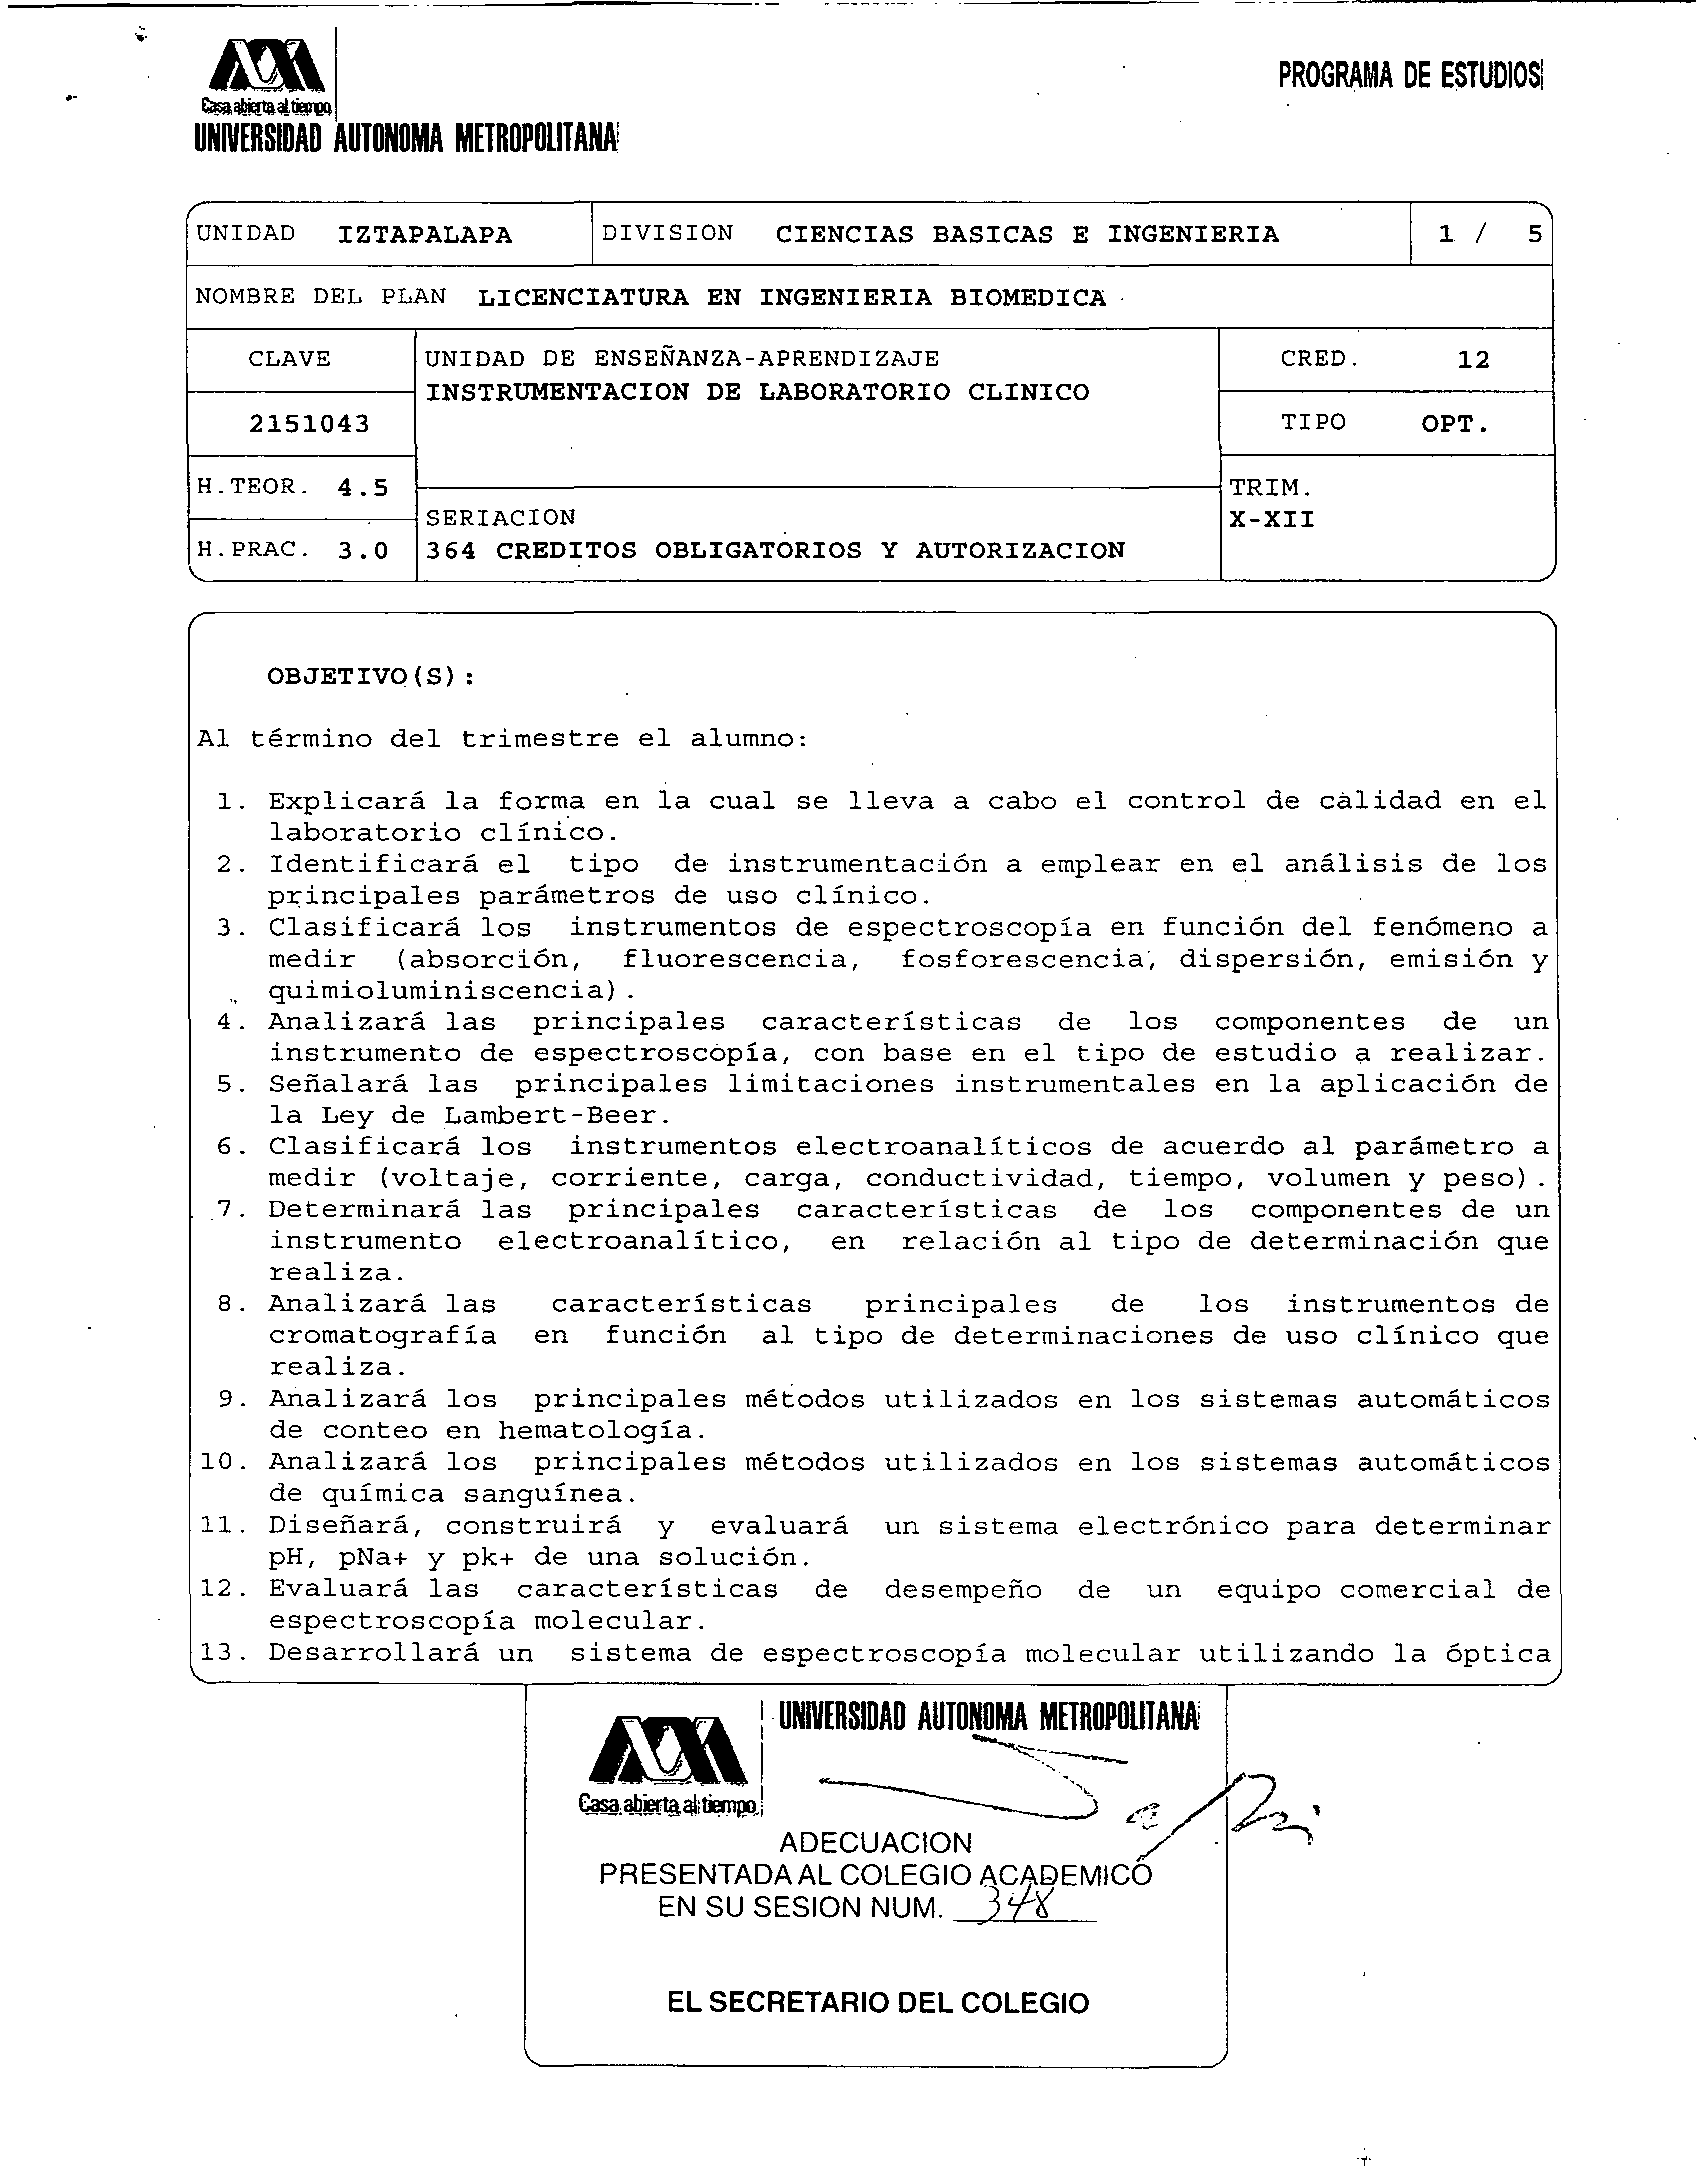 Casa abierta al tiempo
UNIVERSIDAD AUTONOMA METROPOLITANA
PROGRAMA DE ESTUDIOS
UNIDAD IZTAPALAPA DIVISION CIENCIAS BASICAS E INGENIERIA 1 / 5
NOMBRE DEL PLAN LICENCIATURA EN INGENIERIA BIOMEDICA
CLAVE UNIDAD DE ENSEÑANZA-APRENDIZAJE CRED. 12
INSTRUMENTACION DE LABORATORIO CLINICO
2151043 TIPO OPT.
H.TEOR. 4.5 TRIM.
SERIACION X-XII
H.PRAC. 3.0 364 CREDITOS OBLIGATORIOS Y AUTORIZACION
OBJETIVO(S):
Al término del trimestre el alumno:
1. Explicará la forma en la cual se lleva a cabo el control de calidad en el
laboratorio clínico.
2. Identificará el tipo de instrumentación a emplear en el análisis de los
principales parámetros de uso clínico.
3. Clasificará los instrumentos de espectroscopía en función del fenómeno a
medir (absorción, fluorescencia, fosforescencia, dispersión, emisión y
quimioluminiscencia).
4. Analizará las principales características de los componentes de un
instrumento de espectroscopía, con base en el tipo de estudio a realizar.
5. Señalará las principales limitaciones instrumentales en la aplicación de
la Ley de Lambert-Beer.
6. Clasificará los instrumentos electroanalíticos de acuerdo al parámetro a
medir (voltaje, corriente, carga, conductividad, tiempo, volumen y peso).
7. Determinará las principales características de los componentes de un
instrumento electroanalítico, en relación al tipo de determinación que
realiza.
8. Analizará las características principales de los instrumentos de
cromatografía en función al tipo de determinaciones de uso clínico que
realiza.
9. Analizará los principales métodos utilizados en los sistemas automáticos
de conteo en hematología.
10. Analizará los principales métodos utilizados en los sistemas automáticos
de química sanguínea.
11. Diseñará, construirá y evaluará un sistema electrónico para determinar
pH, pNa+ y pk+ de una solución.
12. Evaluará las características de desempeño de un equipo comercial de
espectroscopía molecular.
13. Desarrollará un sistema de espectroscopía molecular utilizando la óptica
UNIVERSIDAD AUTONOMA METROPOLITANA
Casa abierta al tiempo
ADECUACION
PRESENTADA AL COLEGIO ACADEMICO
EN SU SESION NUM. 348
EL SECRETARIO DEL COLEGIO